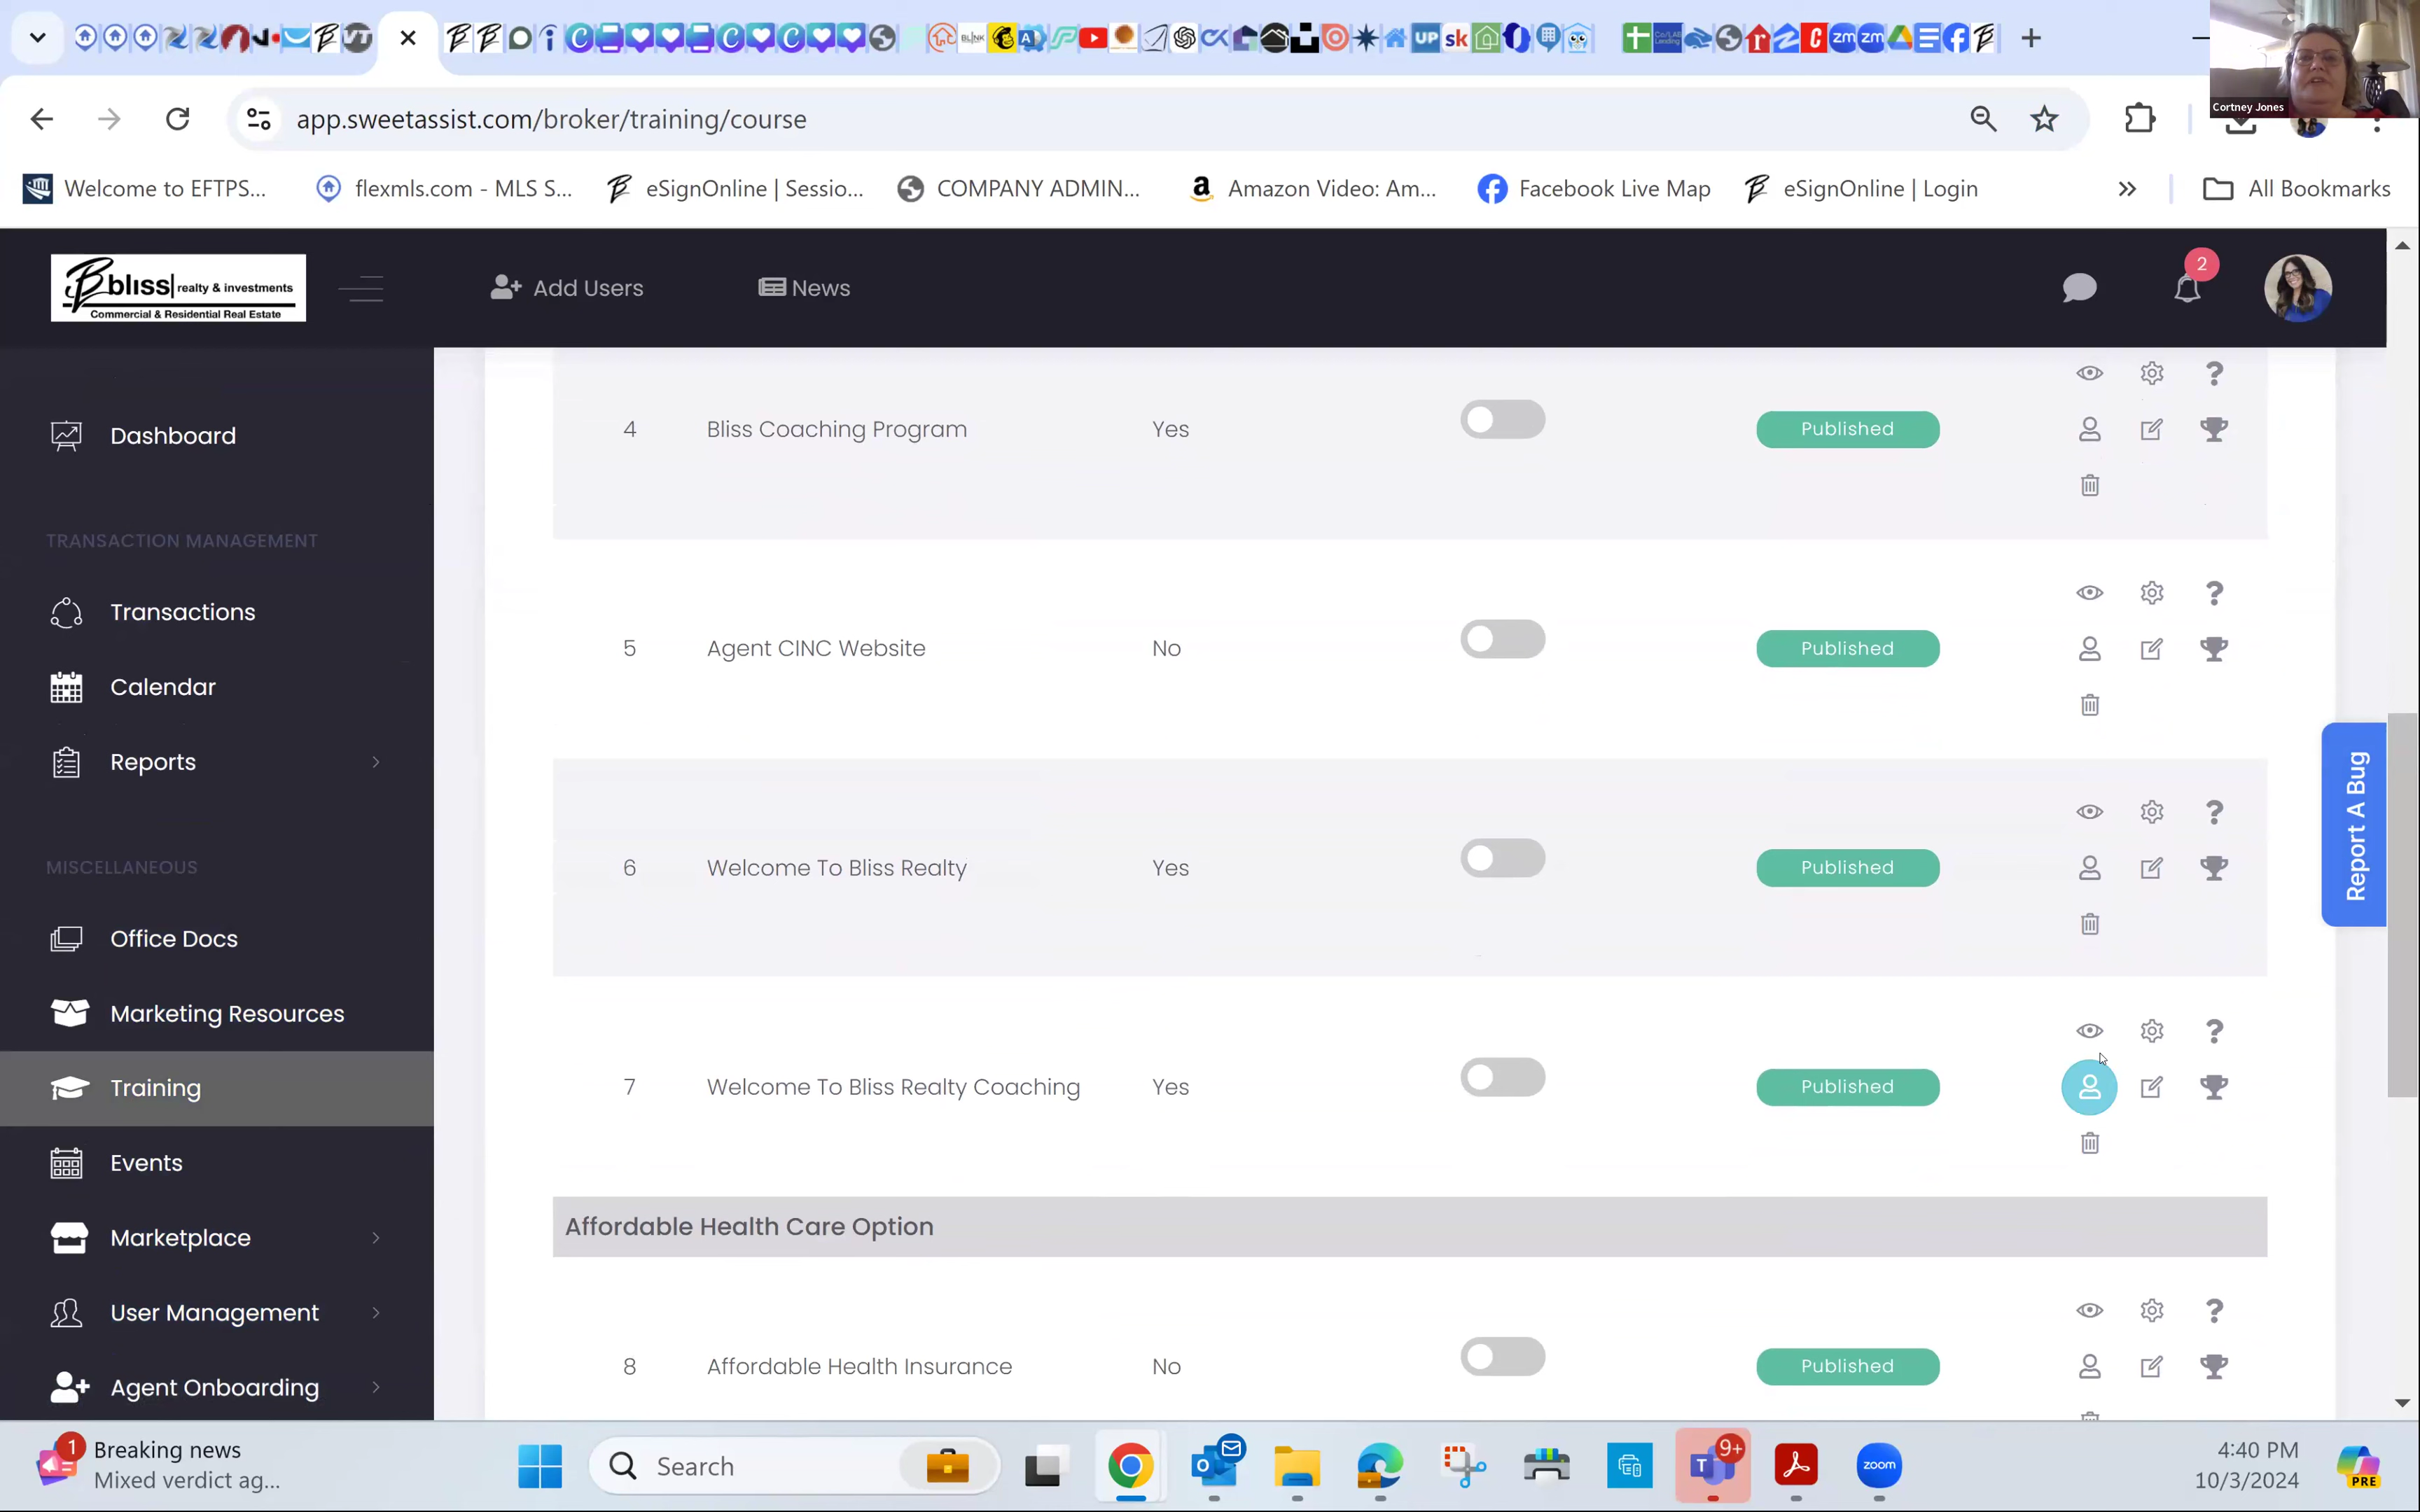 Cortney Jones
app.sweetassist.com/broker/training/course
Welcome to EFTPS...
flexmls.com - MLS S...
eSignOnline | Sessio...
COMPANY ADMIN...
Amazon Video: Am...
Facebook Live Map
eSignOnline | Login
All Bookmarks
bliss realty & investments
Commercial & Residential Real Estate
Add Users
News
2
Dashboard
TRANSACTION MANAGEMENT
Transactions
Calendar
Reports
MISCELLANEOUS
Office Docs
Marketing Resources
Training
Events
Marketplace
User Management
Agent Onboarding
4 Bliss Coaching Program Yes Published
5 Agent CINC Website No Published
6 Welcome To Bliss Realty Yes Published
7 Welcome To Bliss Realty Coaching Yes Published
Affordable Health Care Option
8 Affordable Health Insurance No Published
Report A Bug
1
Breaking news
Mixed verdict ag...
Search
9+
zoom
4:40 PM
10/3/2024
PRE